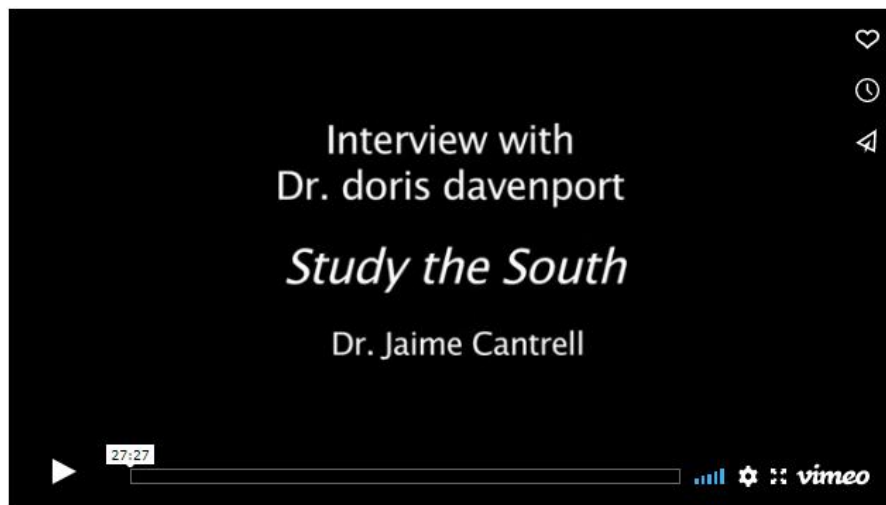 Interview with
Dr. doris davenport
Study the South
Dr. Jaime Cantrell
27:27
vimeo